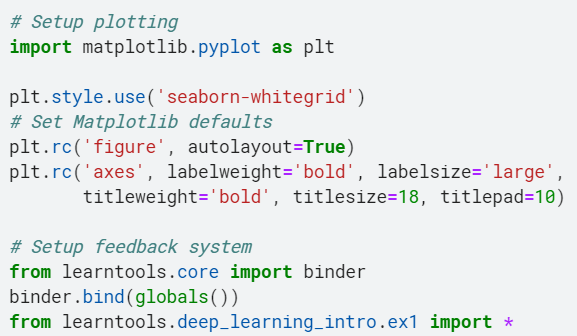 # Setup plotting
import matplotlib.pyplot as plt

plt.style.use('seaborn-whitegrid')
# Set Matplotlib defaults
plt.rc('figure', autolayout=True)
plt.rc('axes', labelweight='bold', labelsize='large',
       titleweight='bold', titlesize=18, titlepad=10)

# Setup feedback system
from learntools.core import binder
binder.bind(globals())
from learntools.deep_learning_intro.ex1 import *